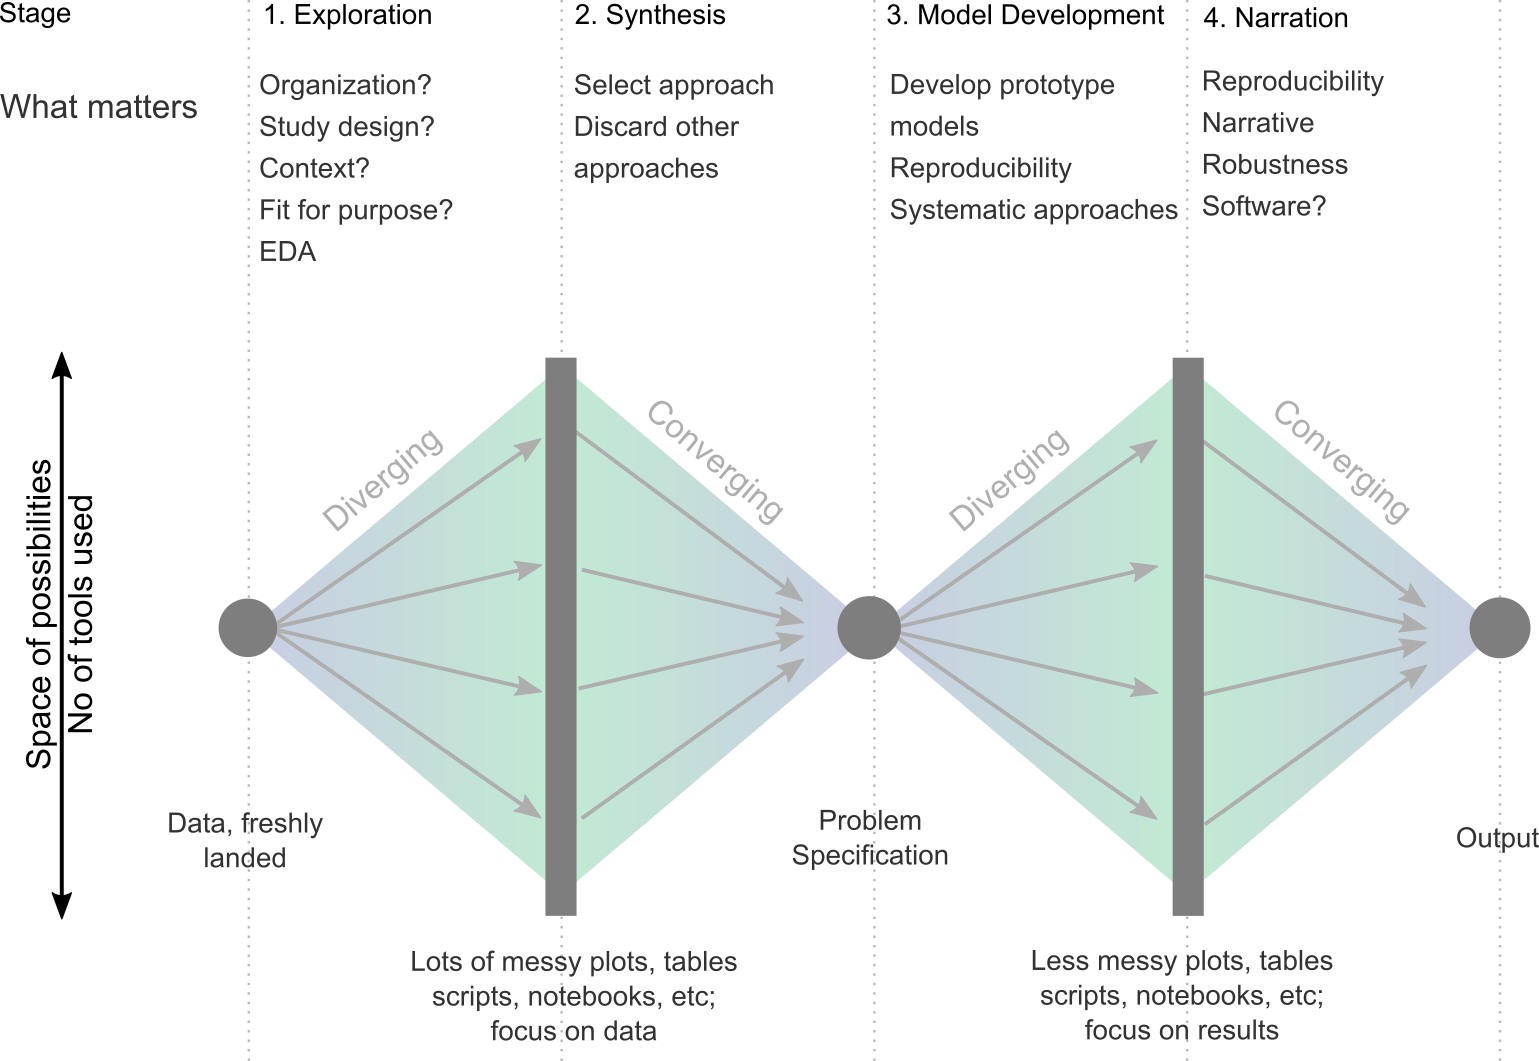 Stage
1. Exploration
2. Synthesis
3. Model Development
4. Narration
What matters
Organization?
Study design?
Context?
Fit for purpose?
EDA
Select approach
Discard other
approaches
Develop prototype
models
Reproducibility
Systematic approaches
Reproducibility
Narrative
Robustness
Software?
Space of possibilities
No of tools used
Diverging
Converging
Diverging
Converging
Data, freshly
landed
Problem
Specification
Output
Lots of messy plots, tables
scripts, notebooks, etc;
focus on data
Less messy plots, tables
scripts, notebooks, etc;
focus on results